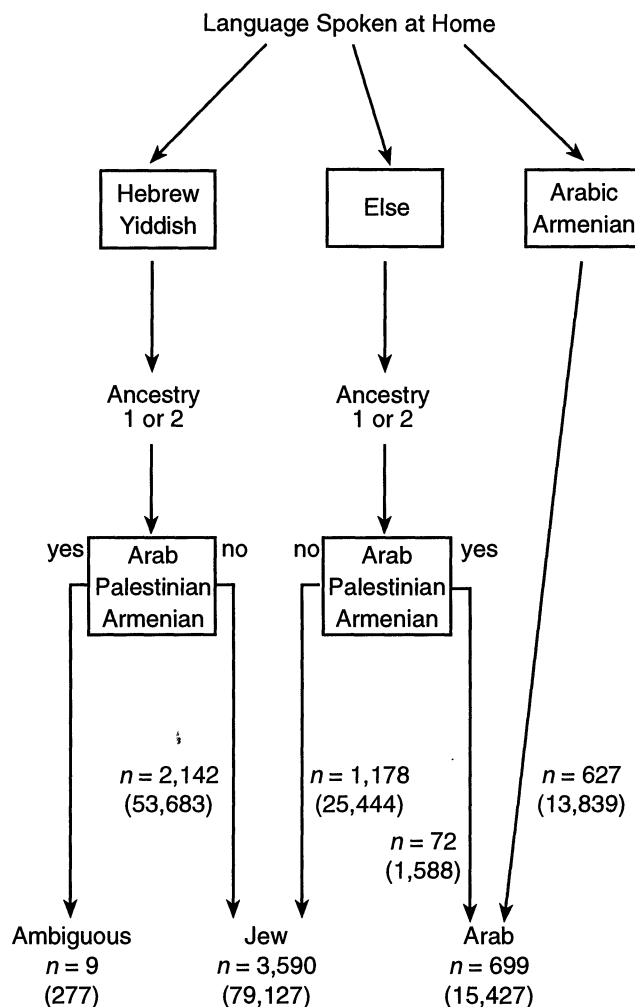 Language Spoken at Home
Hebrew
Yiddish
Else
Arabic
Armenian
Ancestry
1 or 2
Ancestry
1 or 2
yes
Arab
Palestinian
Armenian
no
no
Arab
Palestinian
Armenian
yes
n = 2,142
(53,683)
n = 1,178
(25,444)
n = 72
(1,588)
n = 627
(13,839)
Ambiguous
n = 9
(277)
Jew
n = 3,590
(79,127)
Arab
n = 699
(15,427)